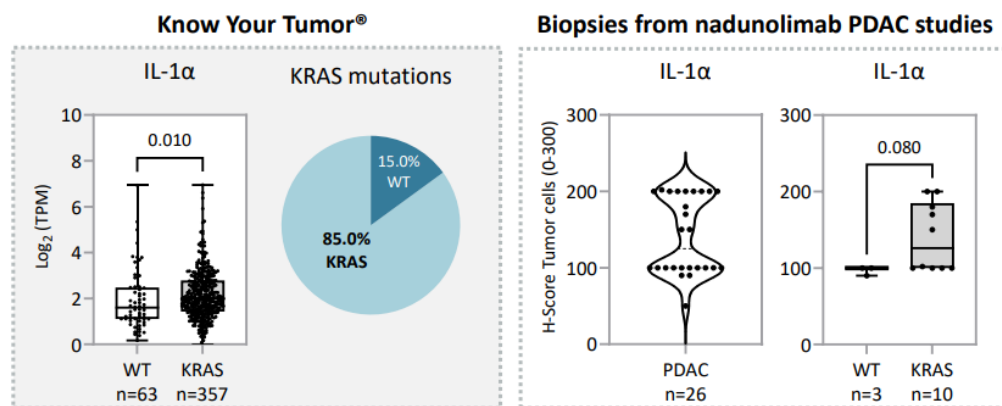 Know Your Tumor®
IL-1α
KRAS mutations
Log₂ (TPM)
10
8
6
4
2
0
0.010
WT
n=63
KRAS
n=357
15.0%
WT
85.0%
KRAS
Biopsies from nadunolimab PDAC studies
IL-1α
H-Score Tumor cells (0-300)
300
200
100
0
PDAC
n=26
IL-1α
300
200
100
0
0.080
WT
n=3
KRAS
n=10